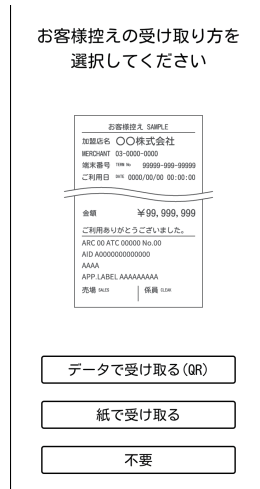 お客様控えの受け取り方を
選択してください
お客様控え SAMPLE
加盟店名 〇〇株式会社
MERCHANT 03-0000-0000
端末番号 TERM No 99999-999-99999
ご利用日 DATE 0000/00/00 00:00:00
金額 ￥99,999,999
ご利用ありがとうございました。
ARC 00 ATC 00000 No.00
AID A0000000000000
AAAA
APP.LABEL AAAAAAAAA
売場 SALES 係員 CLERK
データで受け取る(QR)
紙で受け取る
不要